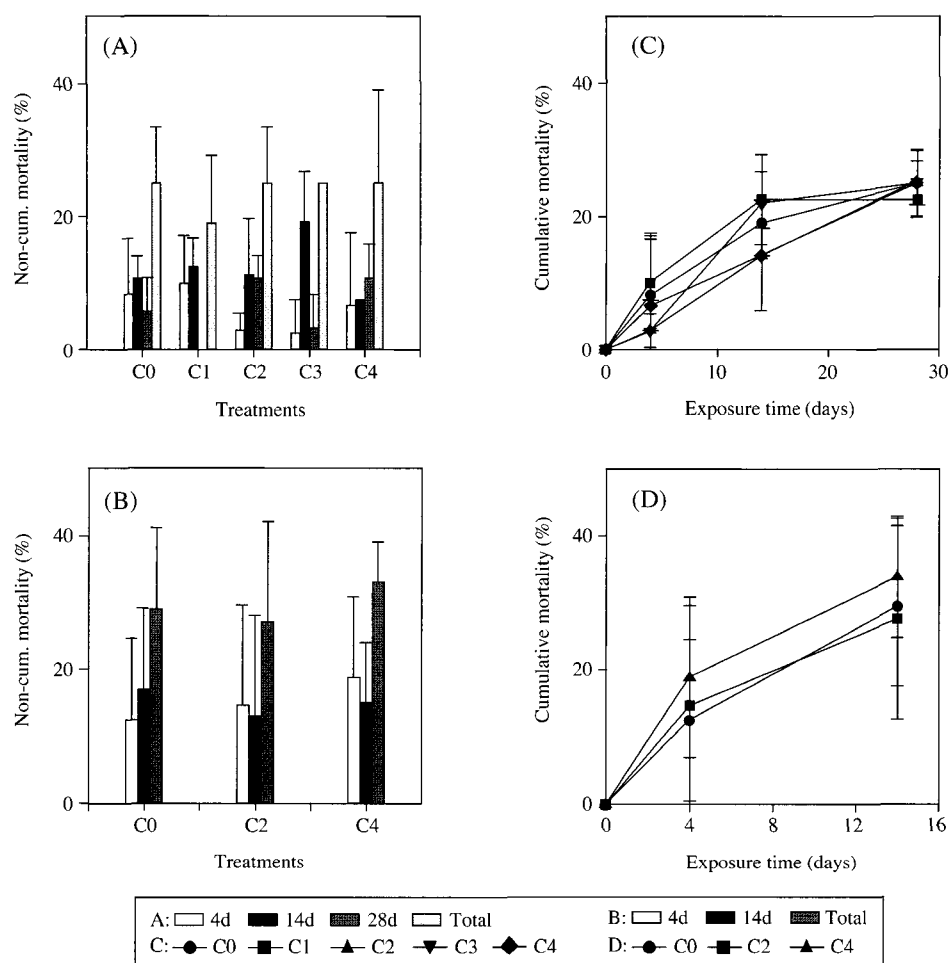 (A)
Non-cum. mortality (%)
40
20
0
C0 C1 C2 C3 C4
Treatments
(C)
Cumulative mortality (%)
40
20
0
0 10 20 30
Exposure time (days)
(B)
Non-cum. mortality (%)
40
20
0
C0 C2 C4
Treatments
(D)
Cumulative mortality (%)
40
20
0
0 4 8 12 16
Exposure time (days)
A: 4d 14d 28d Total
B: 4d 14d Total
C: C0 C1 C2 C3 C4
D: C0 C2 C4